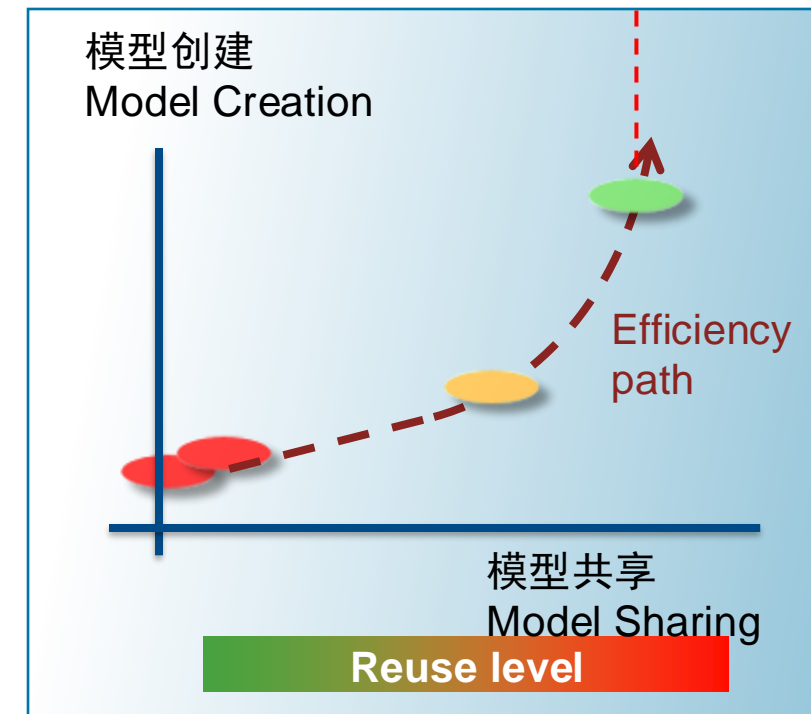 模型创建
Model Creation
Efficiency
path
模型共享
Model Sharing
Reuse level